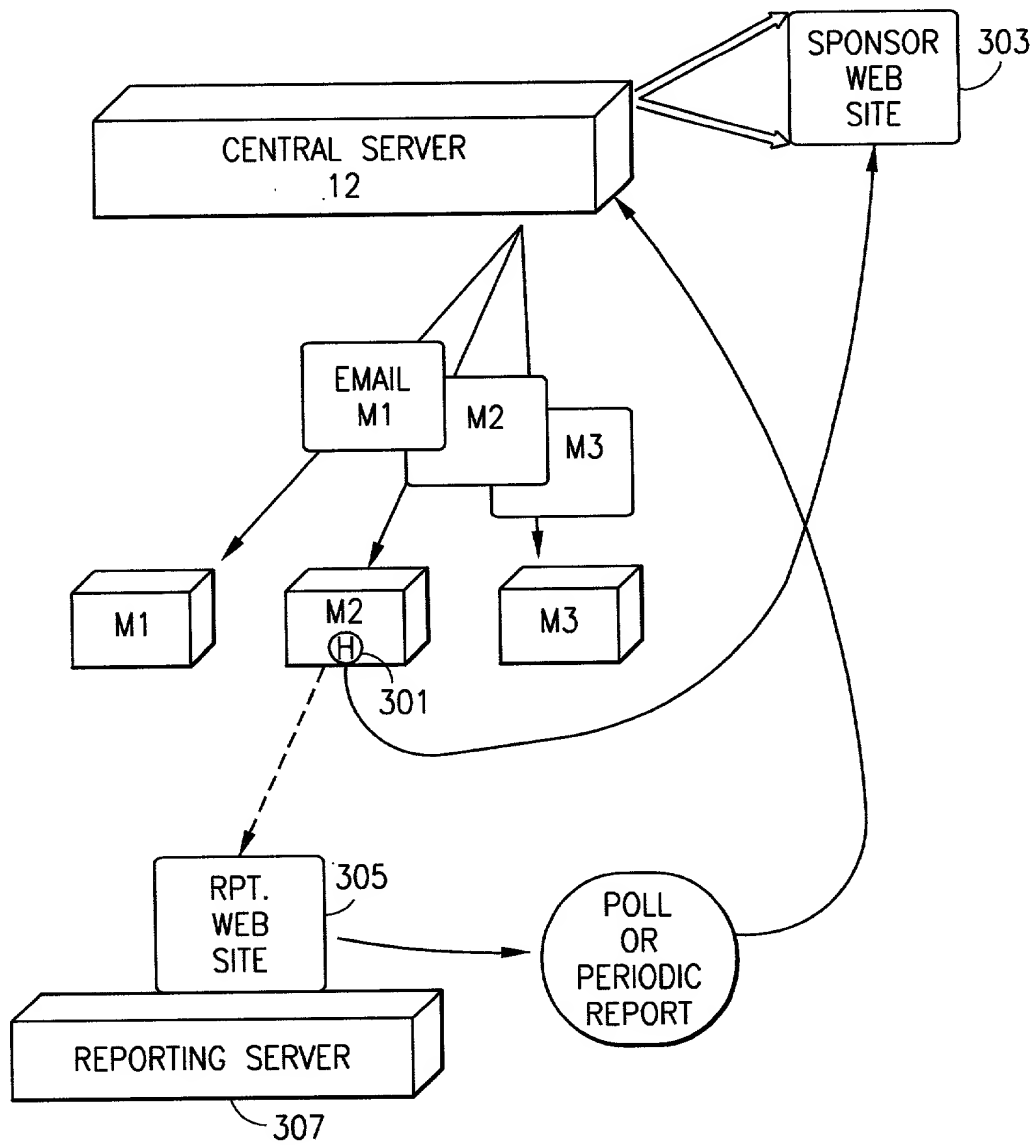 SPONSOR
WEB
SITE
303
CENTRAL SERVER
12
EMAIL
M1
M2
M3
M1
M2
H
M3
301
RPT.
WEB
SITE
305
POLL
OR
PERIODIC
REPORT
REPORTING SERVER
307